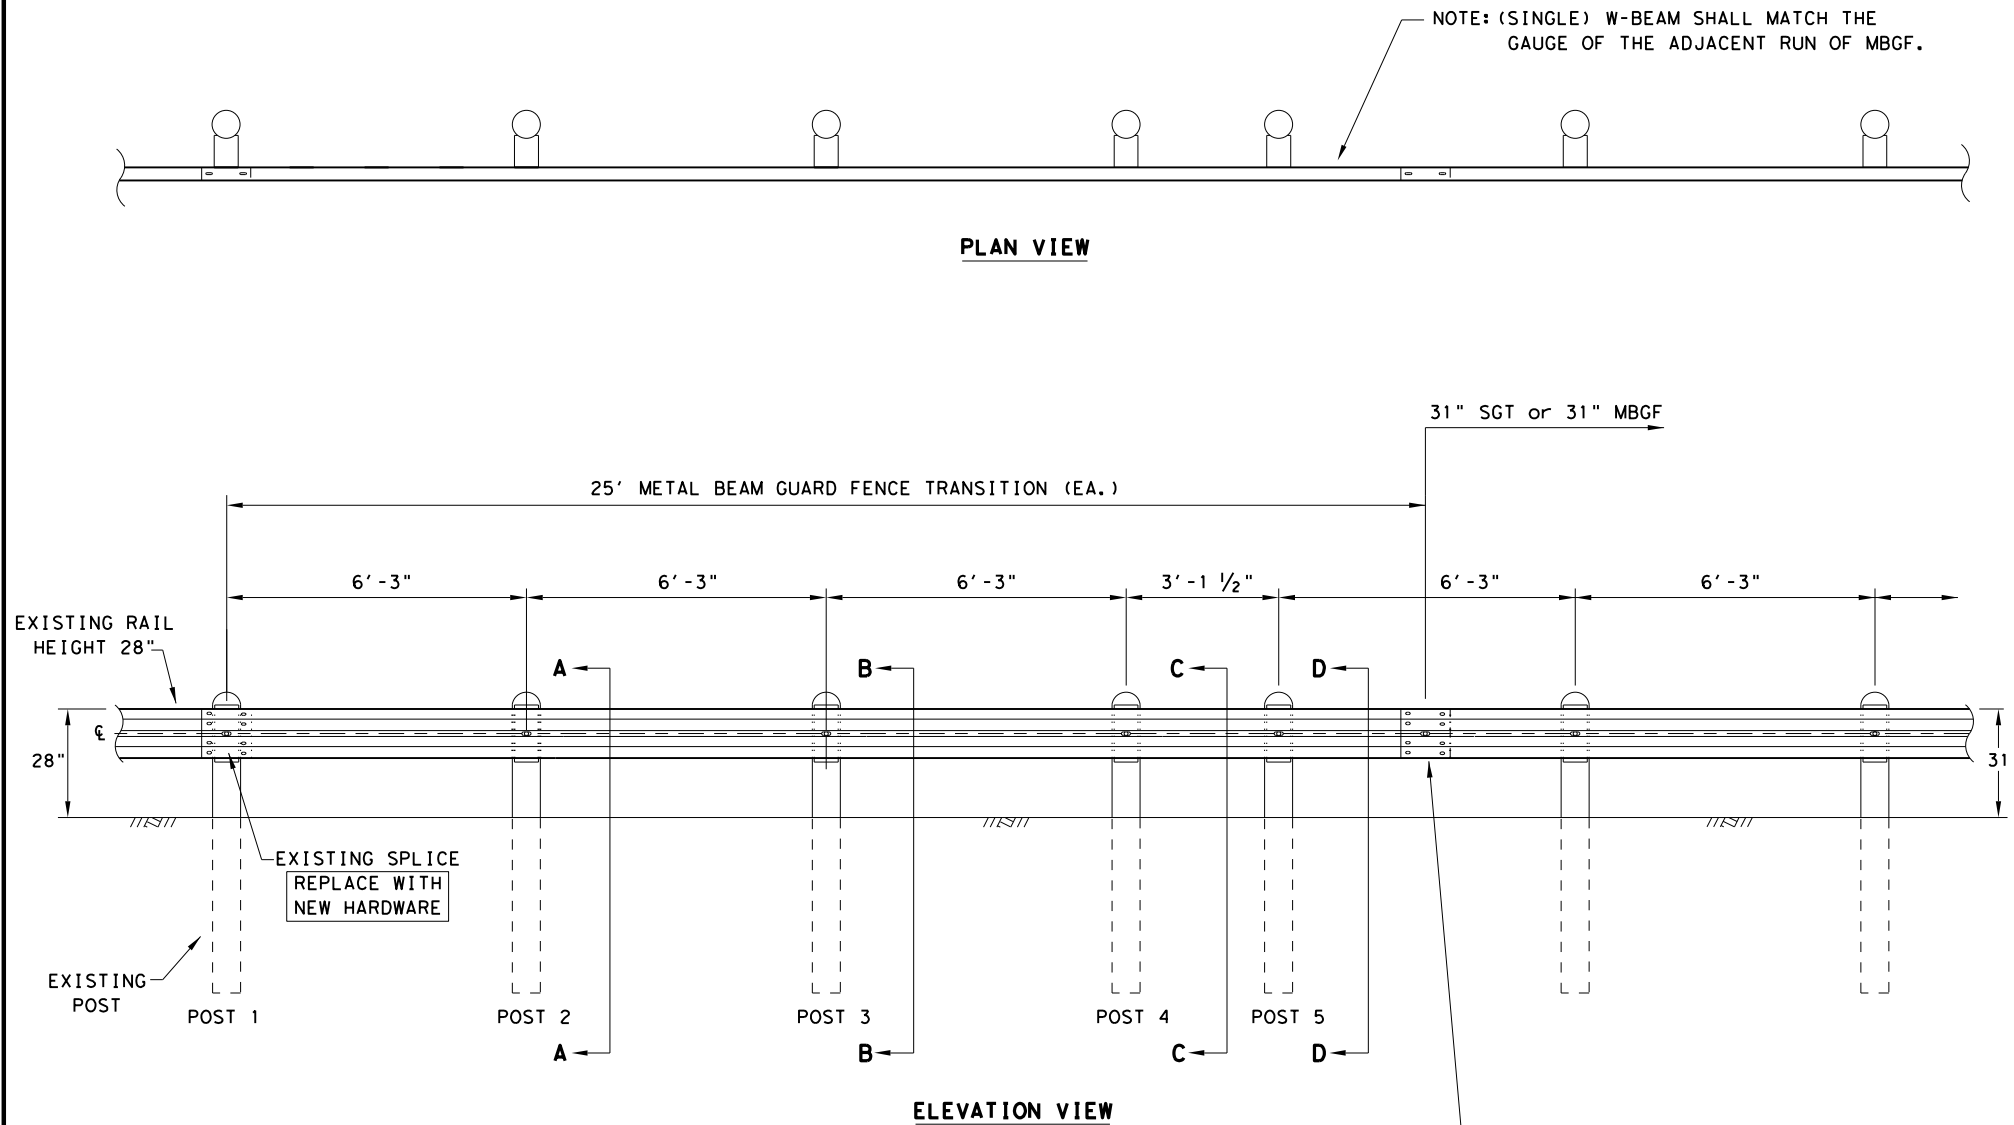 NOTE: (SINGLE) W-BEAM SHALL MATCH THE
GAUGE OF THE ADJACENT RUN OF MBGF.
PLAN VIEW
31" SGT or 31" MBGF
25' METAL BEAM GUARD FENCE TRANSITION (EA.)
6'-3" 6'-3" 6'-3" 3'-1 1/2" 6'-3" 6'-3"
EXISTING RAIL
HEIGHT 28"
A B C D
℄
28"
31
EXISTING SPLICE
REPLACE WITH
NEW HARDWARE
EXISTING
POST
POST 1 POST 2 POST 3 POST 4 POST 5
A B C D
ELEVATION VIEW